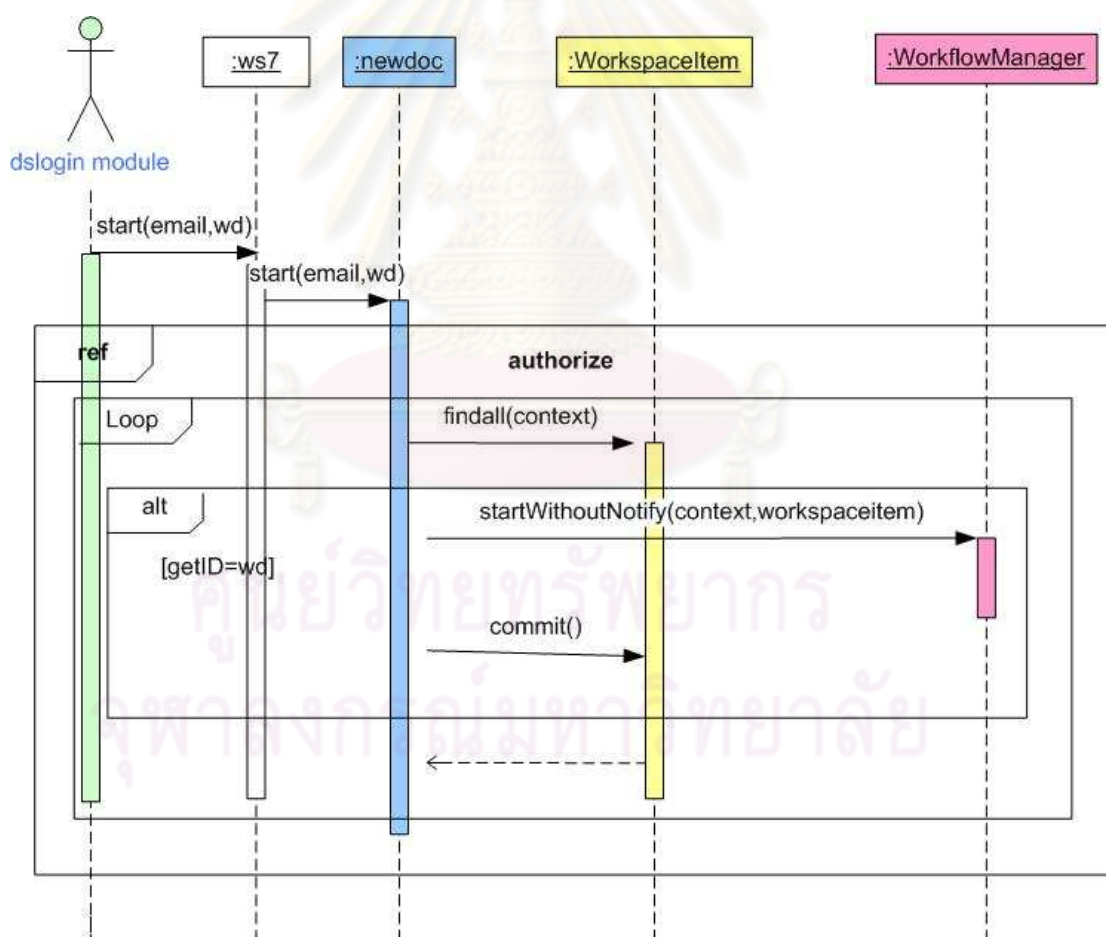 :ws7
:newdoc
:WorkspaceItem
:WorkflowManager
dslogin module
start(email,wd)
start(email,wd)
ref
authorize
Loop
findall(context)
alt
startWithoutNotify(context,workspaceitem)
[getID=wd]
commit()
ศูนย์วิทยทรัพยากร
จุฬาลงกรณ์มหาวิทยาลัย